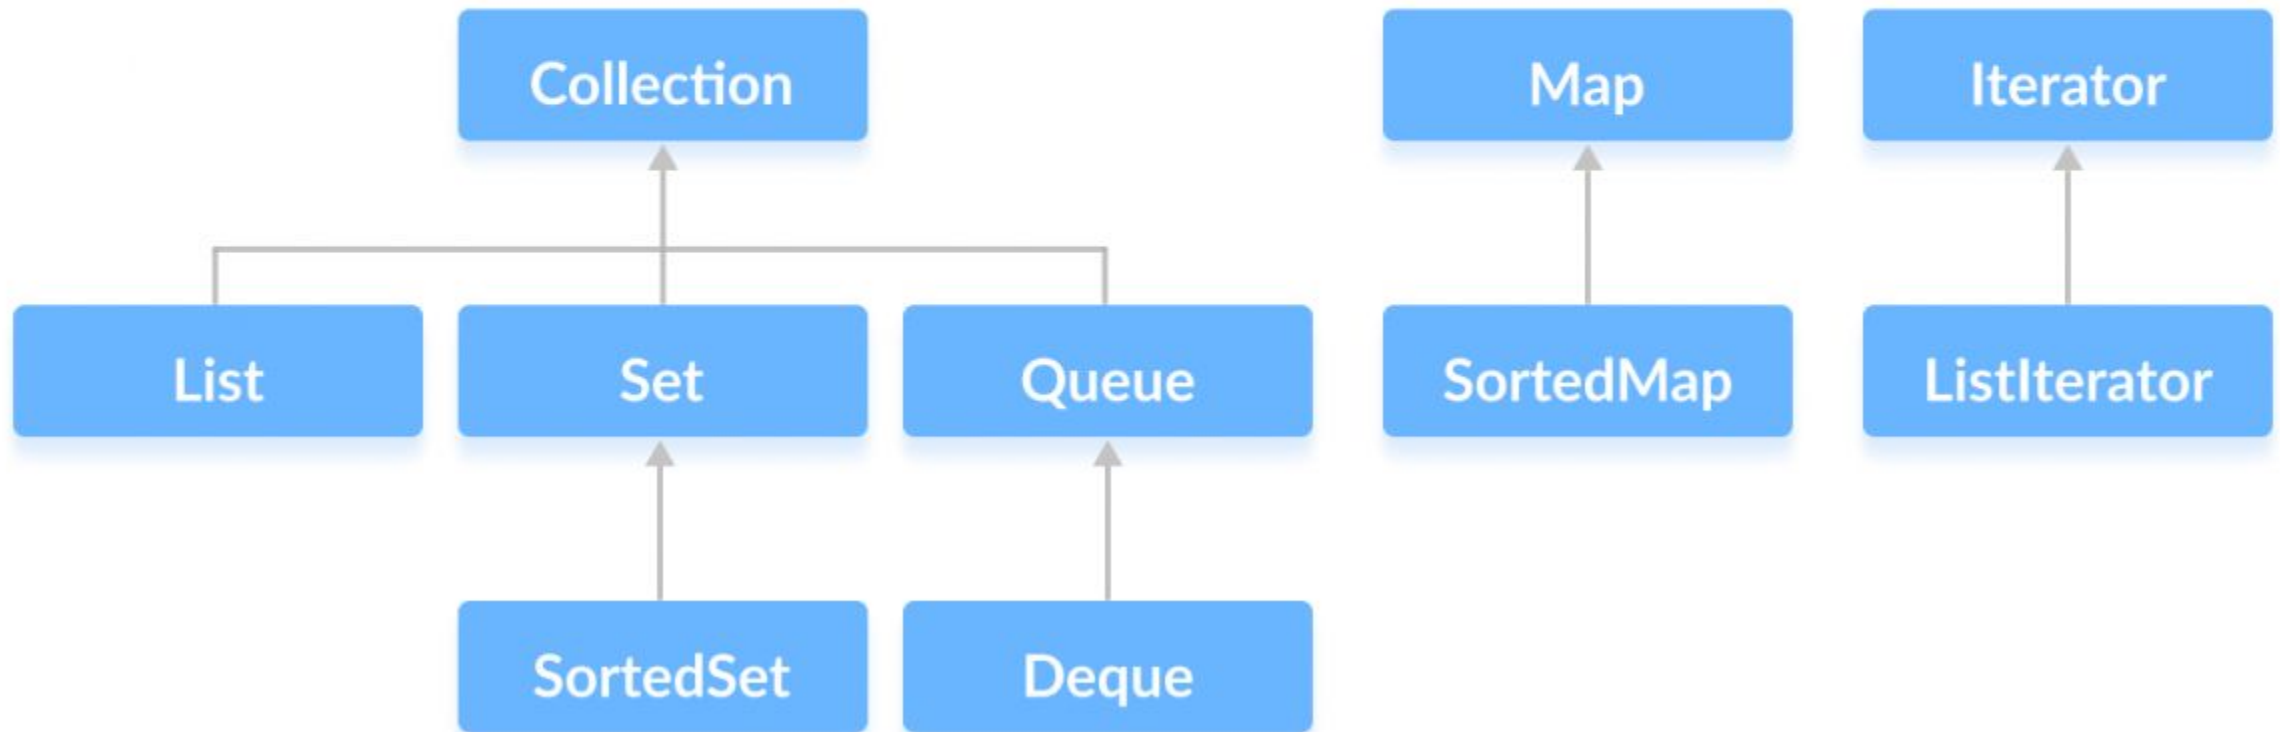 Collection
Map
Iterator
List
Set
Queue
SortedMap
ListIterator
SortedSet
Deque